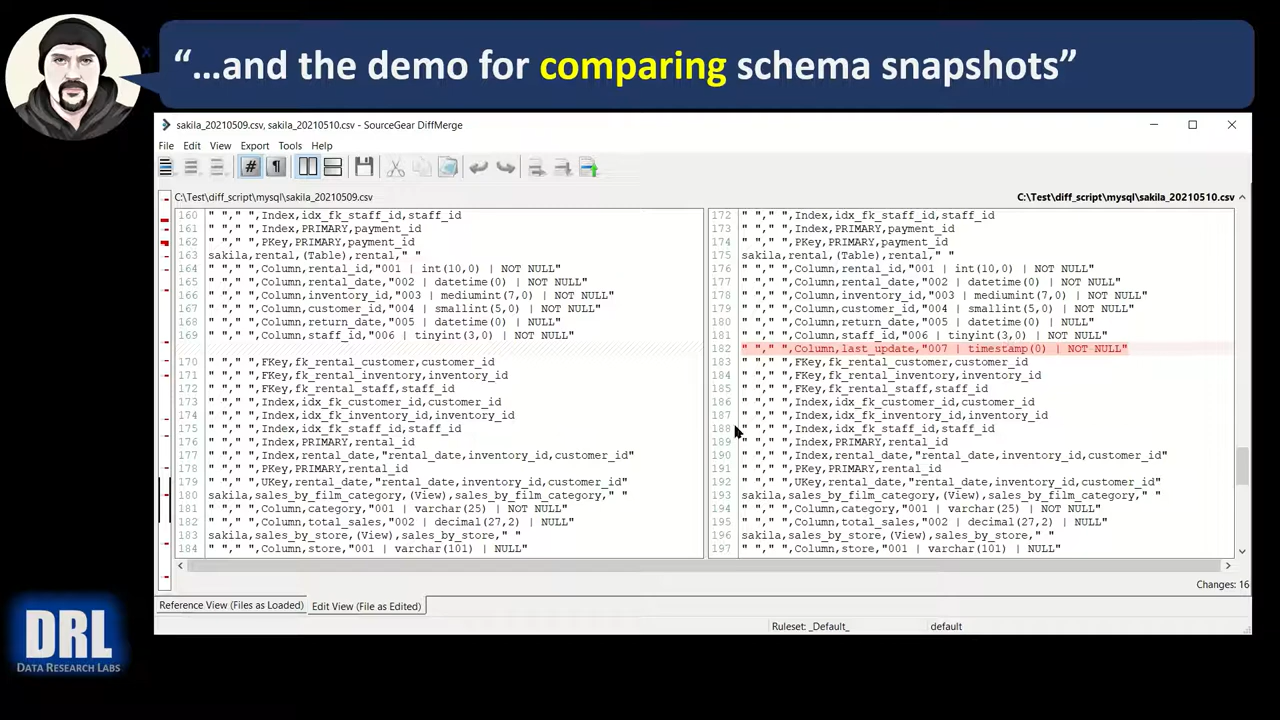 “…and the demo for comparing schema snapshots”
x
sakila_20210509.csv, sakila_20210510.csv - SourceGear DiffMerge
File Edit View Export Tools Help
# ¶
C:\Test\diff_script\mysql\sakila_20210509.csv
C:\Test\diff_script\mysql\sakila_20210510.csv
160 " "," ",Index,idx_fk_staff_id,staff_id
161 " "," ",Index,PRIMARY,payment_id
162 " "," ",PKey,PRIMARY,payment_id
163 sakila,rental,(Table),rental," "
164 " "," ",Column,rental_id,"001 | int(10,0) | NOT NULL"
165 " "," ",Column,rental_date,"002 | datetime(0) | NOT NULL"
166 " "," ",Column,inventory_id,"003 | mediumint(7,0) | NOT NULL"
167 " "," ",Column,customer_id,"004 | smallint(5,0) | NOT NULL"
168 " "," ",Column,return_date,"005 | datetime(0) | NULL"
169 " "," ",Column,staff_id,"006 | tinyint(3,0) | NOT NULL"
170 " "," ",FKey,fk_rental_customer,customer_id
171 " "," ",FKey,fk_rental_inventory,inventory_id
172 " "," ",FKey,fk_rental_staff,staff_id
173 " "," ",Index,idx_fk_customer_id,customer_id
174 " "," ",Index,idx_fk_inventory_id,inventory_id
175 " "," ",Index,idx_fk_staff_id,staff_id
176 " "," ",Index,PRIMARY,rental_id
177 " "," ",Index,rental_date,"rental_date,inventory_id,customer_id"
178 " "," ",PKey,PRIMARY,rental_id
179 " "," ",UKey,rental_date,"rental_date,inventory_id,customer_id"
180 sakila,sales_by_film_category,(View),sales_by_film_category," "
181 " "," ",Column,category,"001 | varchar(25) | NOT NULL"
182 " "," ",Column,total_sales,"002 | decimal(27,2) | NULL"
183 sakila,sales_by_store,(View),sales_by_store," "
184 " "," ",Column,store,"001 | varchar(101) | NULL"
172 " "," ",Index,idx_fk_staff_id,staff_id
173 " "," ",Index,PRIMARY,payment_id
174 " "," ",PKey,PRIMARY,payment_id
175 sakila,rental,(Table),rental," "
176 " "," ",Column,rental_id,"001 | int(10,0) | NOT NULL"
177 " "," ",Column,rental_date,"002 | datetime(0) | NOT NULL"
178 " "," ",Column,inventory_id,"003 | mediumint(7,0) | NOT NULL"
179 " "," ",Column,customer_id,"004 | smallint(5,0) | NOT NULL"
180 " "," ",Column,return_date,"005 | datetime(0) | NULL"
181 " "," ",Column,staff_id,"006 | tinyint(3,0) | NOT NULL"
182 " "," ",Column,last_update,"007 | timestamp(0) | NOT NULL"
183 " "," ",FKey,fk_rental_customer,customer_id
184 " "," ",FKey,fk_rental_inventory,inventory_id
185 " "," ",FKey,fk_rental_staff,staff_id
186 " "," ",Index,idx_fk_customer_id,customer_id
187 " "," ",Index,idx_fk_inventory_id,inventory_id
188 " "," ",Index,idx_fk_staff_id,staff_id
189 " "," ",Index,PRIMARY,rental_id
190 " "," ",Index,rental_date,"rental_date,inventory_id,customer_id"
191 " "," ",PKey,PRIMARY,rental_id
192 " "," ",UKey,rental_date,"rental_date,inventory_id,customer_id"
193 sakila,sales_by_film_category,(View),sales_by_film_category," "
194 " "," ",Column,category,"001 | varchar(25) | NOT NULL"
195 " "," ",Column,total_sales,"002 | decimal(27,2) | NULL"
196 sakila,sales_by_store,(View),sales_by_store," "
197 " "," ",Column,store,"001 | varchar(101) | NULL"
Changes: 16
Reference View (Files as Loaded) Edit View (File as Edited)
Ruleset: _Default_ default
DRL
DATA RESEARCH LABS